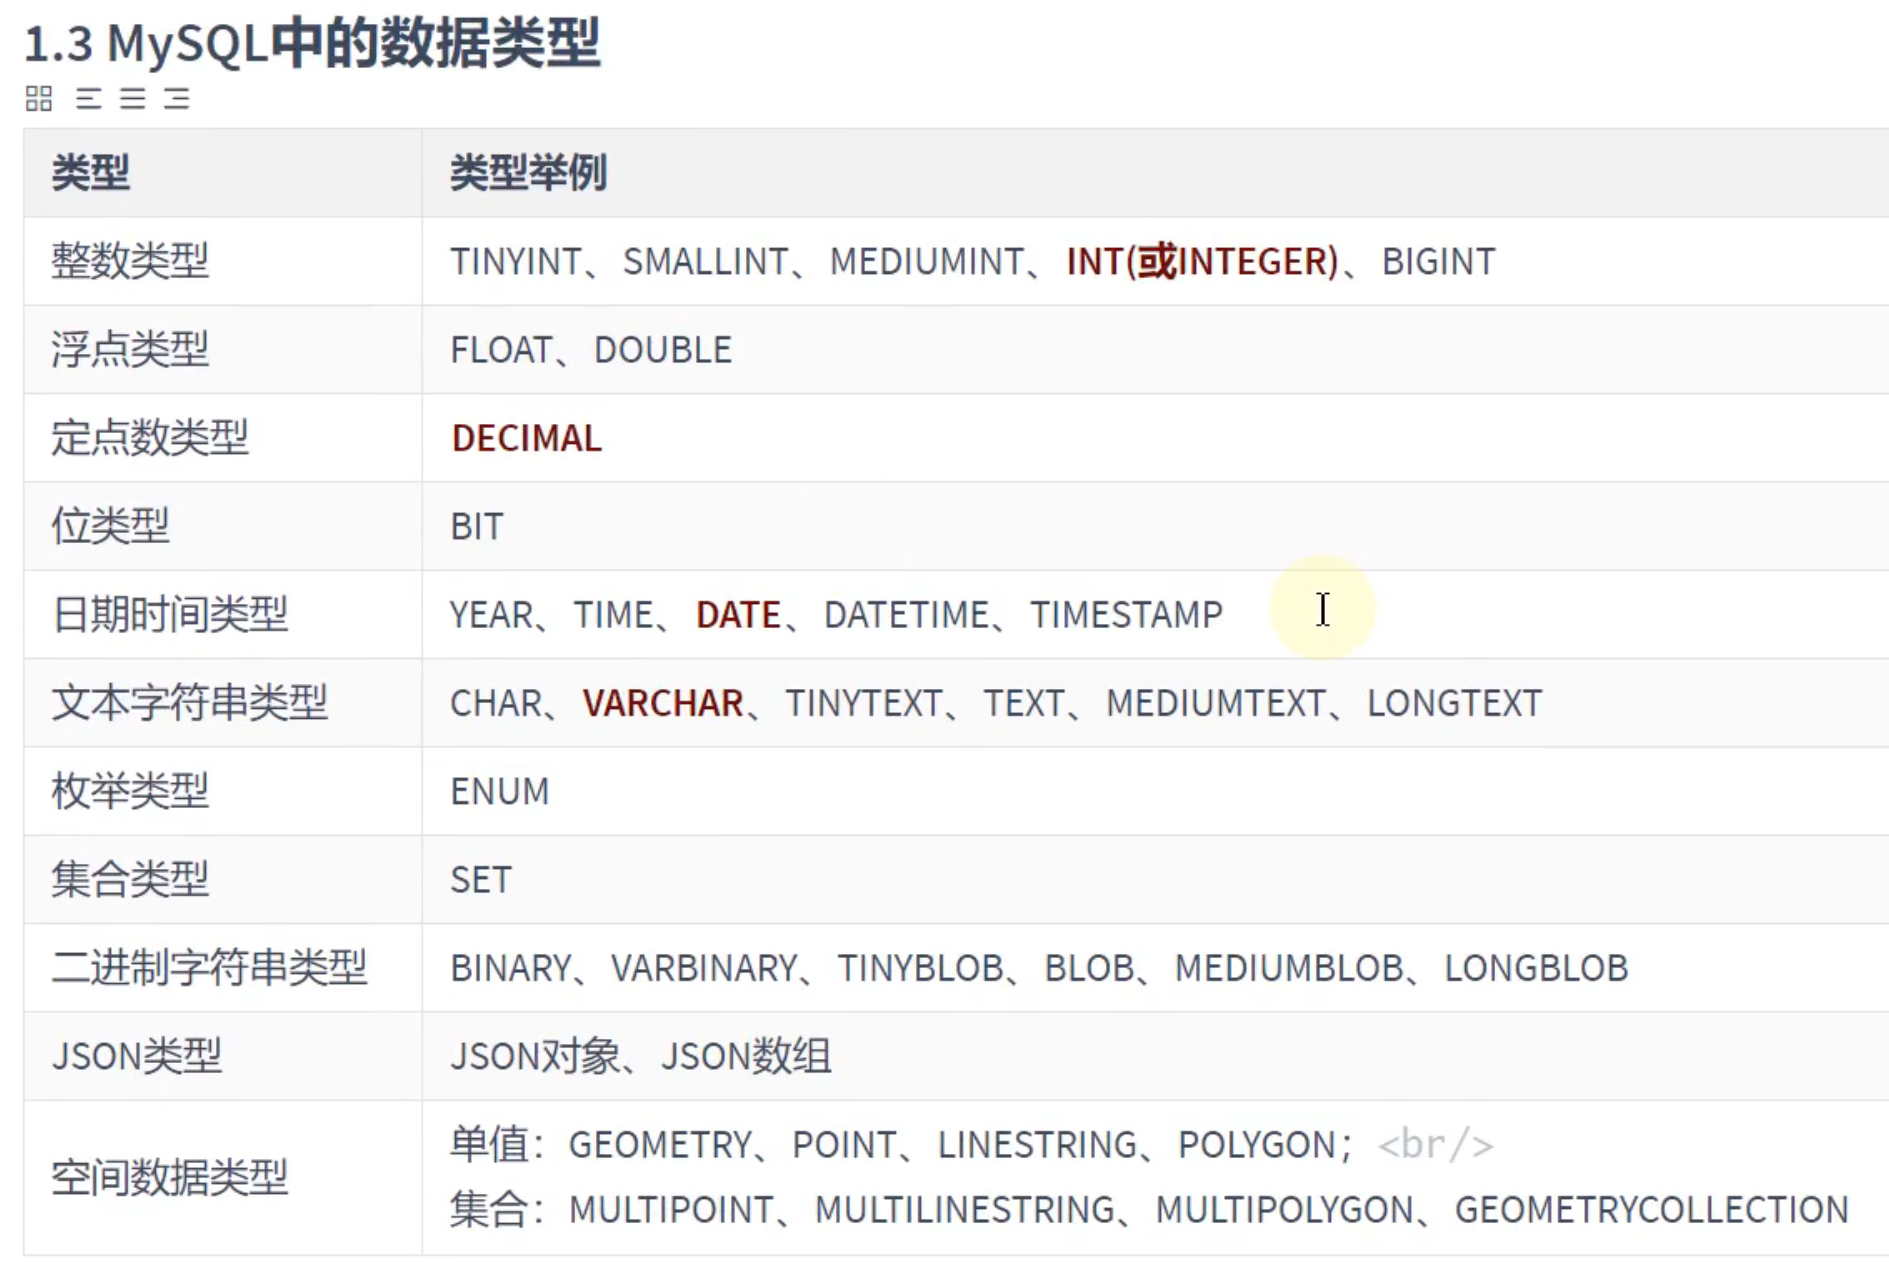 1.3 MySQL中的数据类型
类型 类型举例
整数类型 TINYINT、SMALLINT、MEDIUMINT、INT(或INTEGER)、BIGINT
浮点类型 FLOAT、DOUBLE
定点数类型 DECIMAL
位类型 BIT
日期时间类型 YEAR、TIME、DATE、DATETIME、TIMESTAMP
文本字符串类型 CHAR、VARCHAR、TINYTEXT、TEXT、MEDIUMTEXT、LONGTEXT
枚举类型 ENUM
集合类型 SET
二进制字符串类型 BINARY、VARBINARY、TINYBLOB、BLOB、MEDIUMBLOB、LONGBLOB
JSON类型 JSON对象、JSON数组
空间数据类型 单值：GEOMETRY、POINT、LINESTRING、POLYGON；<br/>
集合：MULTIPOINT、MULTILINESTRING、MULTIPOLYGON、GEOMETRYCOLLECTION